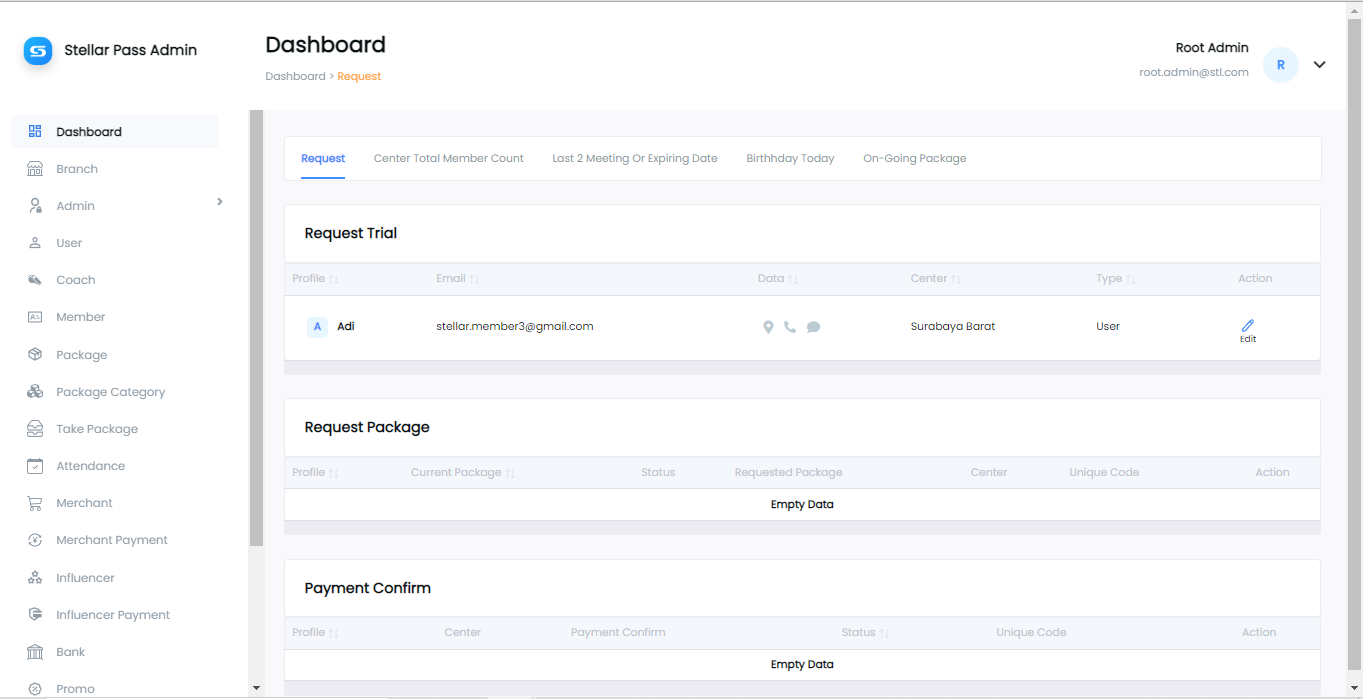 Stellar Pass Admin
Dashboard
Dashboard > Request
Root Admin
root.admin@stl.com
R
Dashboard
Branch
Admin
User
Coach
Member
Package
Package Category
Take Package
Attendance
Merchant
Merchant Payment
Influencer
Influencer Payment
Bank
Promo
Request Center Total Member Count Last 2 Meeting Or Expiring Date Birthhday Today On-Going Package
Request Trial
Profile Email Data Center Type Action
A Adi stellar.member3@gmail.com Surabaya Barat User Edit
Request Package
Profile Current Package Status Requested Package Center Unique Code Action
Empty Data
Payment Confirm
Profile Center Payment Confirm Status Unique Code Action
Empty Data